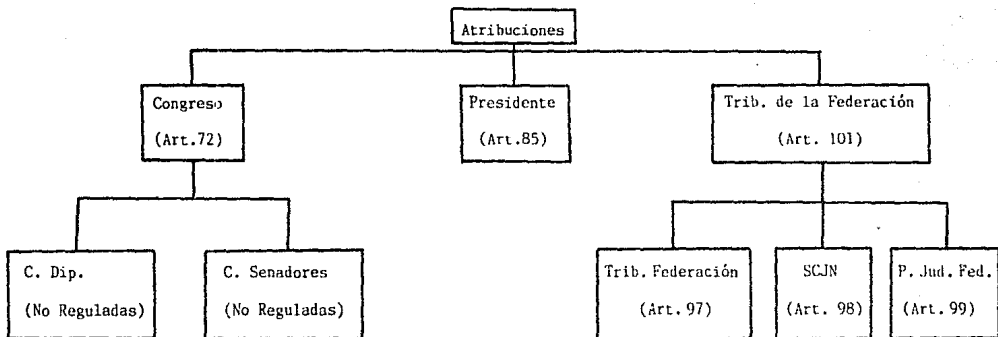 Atribuciones
Congreso
(Art.72)
Presidente
(Art.85)
Trib. de la Federación
(Art. 101)
C. Dip.
(No Reguladas)
C. Senadores
(No Reguladas)
Trib. Federación
(Art. 97)
SCJN
(Art. 98)
P. Jud. Fed.
(Art. 99)